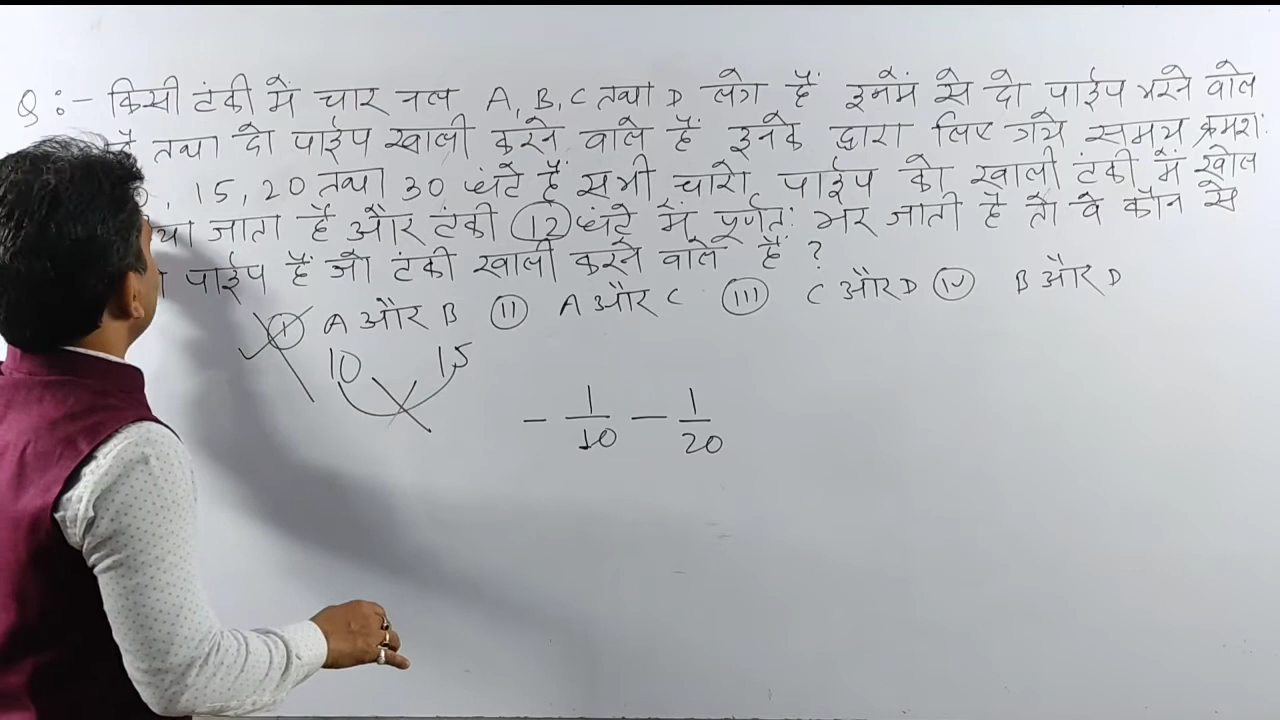 Q:- किसी टंकी में चार नल A, B, C तथा D लगे हैं इनमें से दो पाईप भरने वाले
तथा दो पाईप खाली करने वाले हैं इनके द्वारा लिए गये समय क्रमश:
, 15, 20 तथा 30 घंटे हैं सभी चारो पाईप को खाली टंकी में खोल
जाता है और टंकी 12 घंटे में पूर्णत: भर जाती है तो वे कौन से
पाईप हैं जो टंकी खाली करने वाले हैं ?
(I) A और B (II) A और C (III) C और D (IV) B और D
10 15
- 1/10 - 1/20